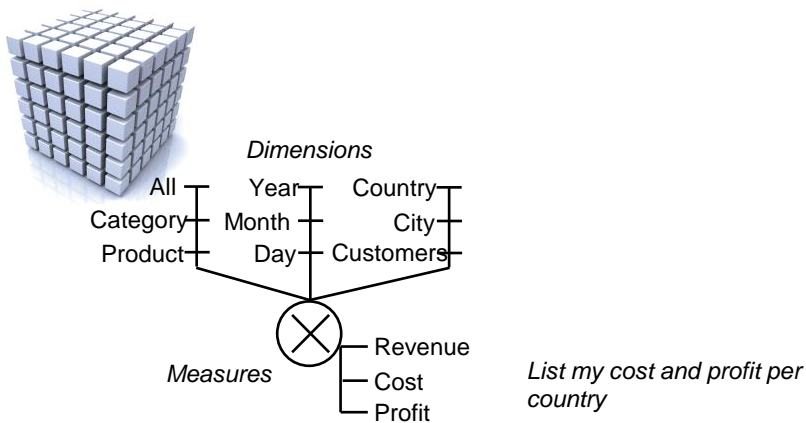 Dimensions
All Year Country
Category Month City
Product Day Customers
Revenue
Measures
Cost
Profit
List my cost and profit per
country